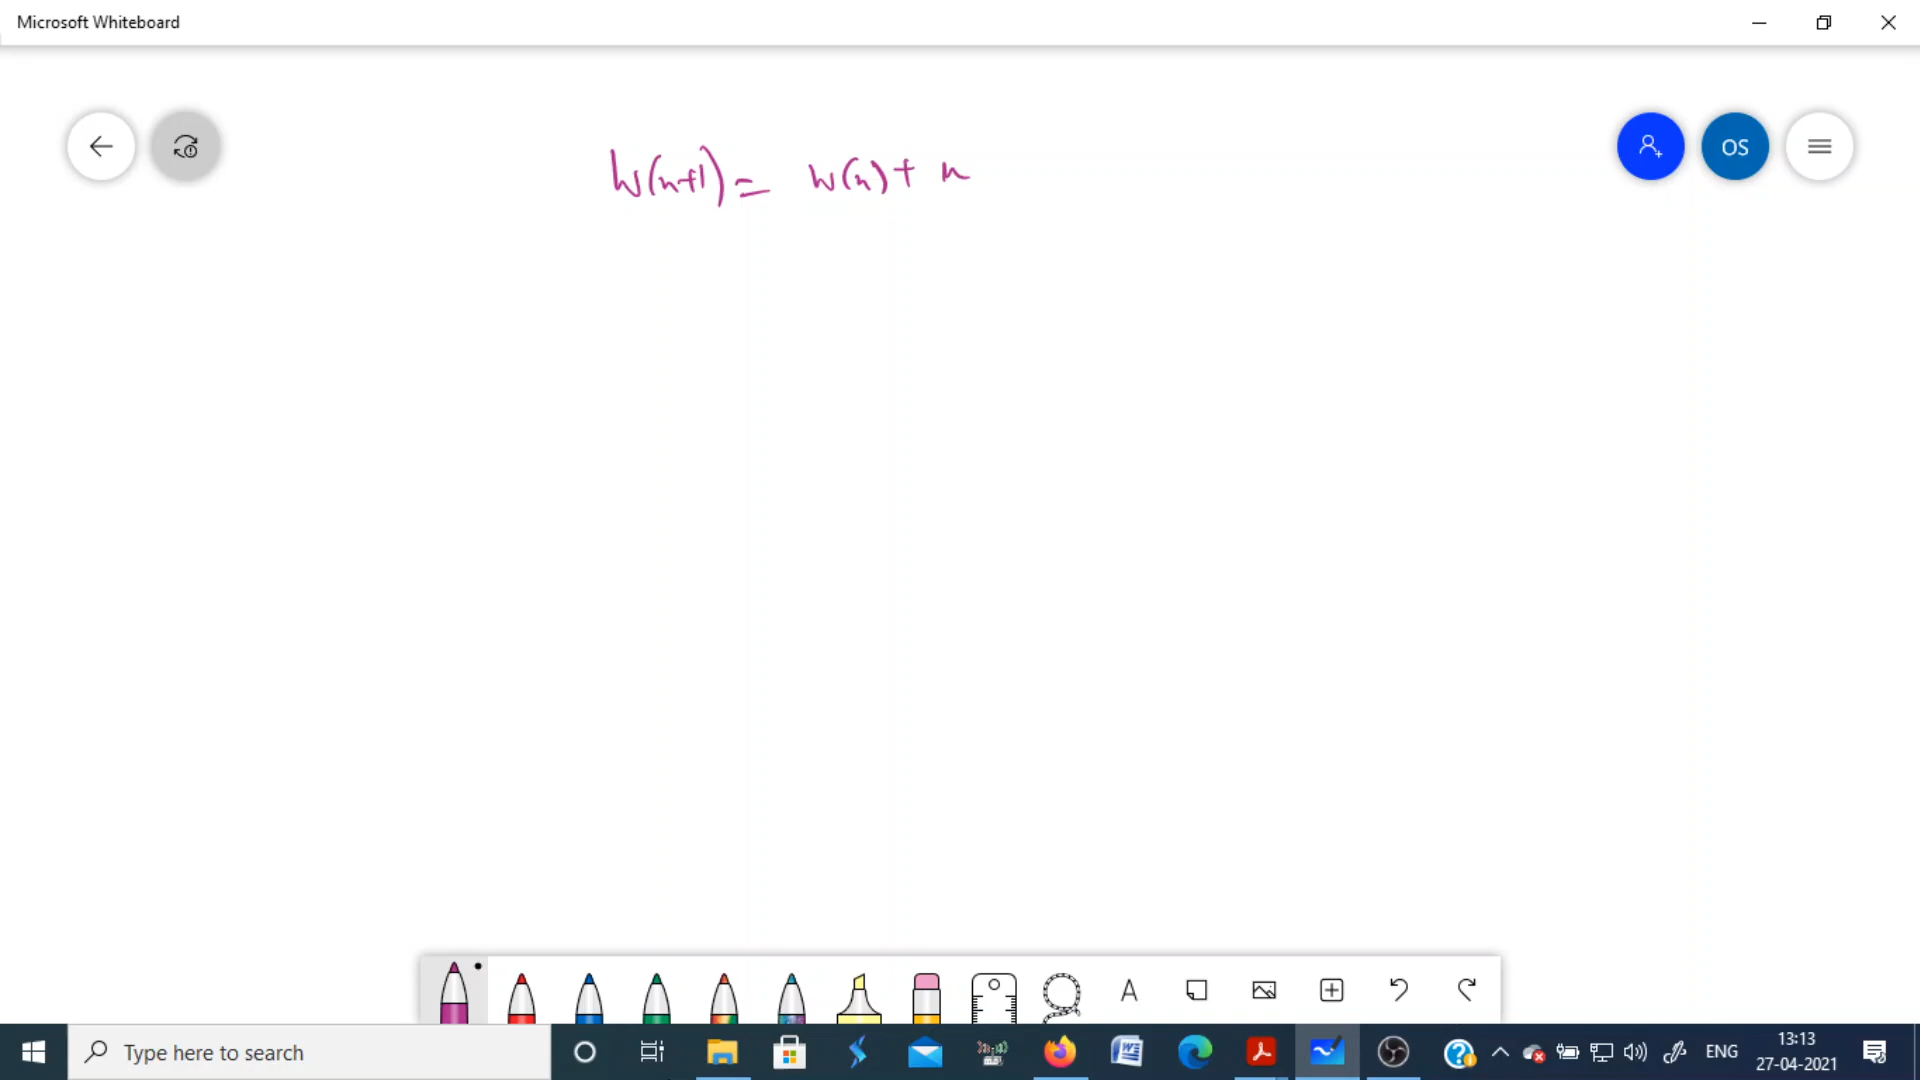 Microsoft Whiteboard
OS
W(n+1) = W(n) +
A
Type here to search
ENG
13:13
27-04-2021